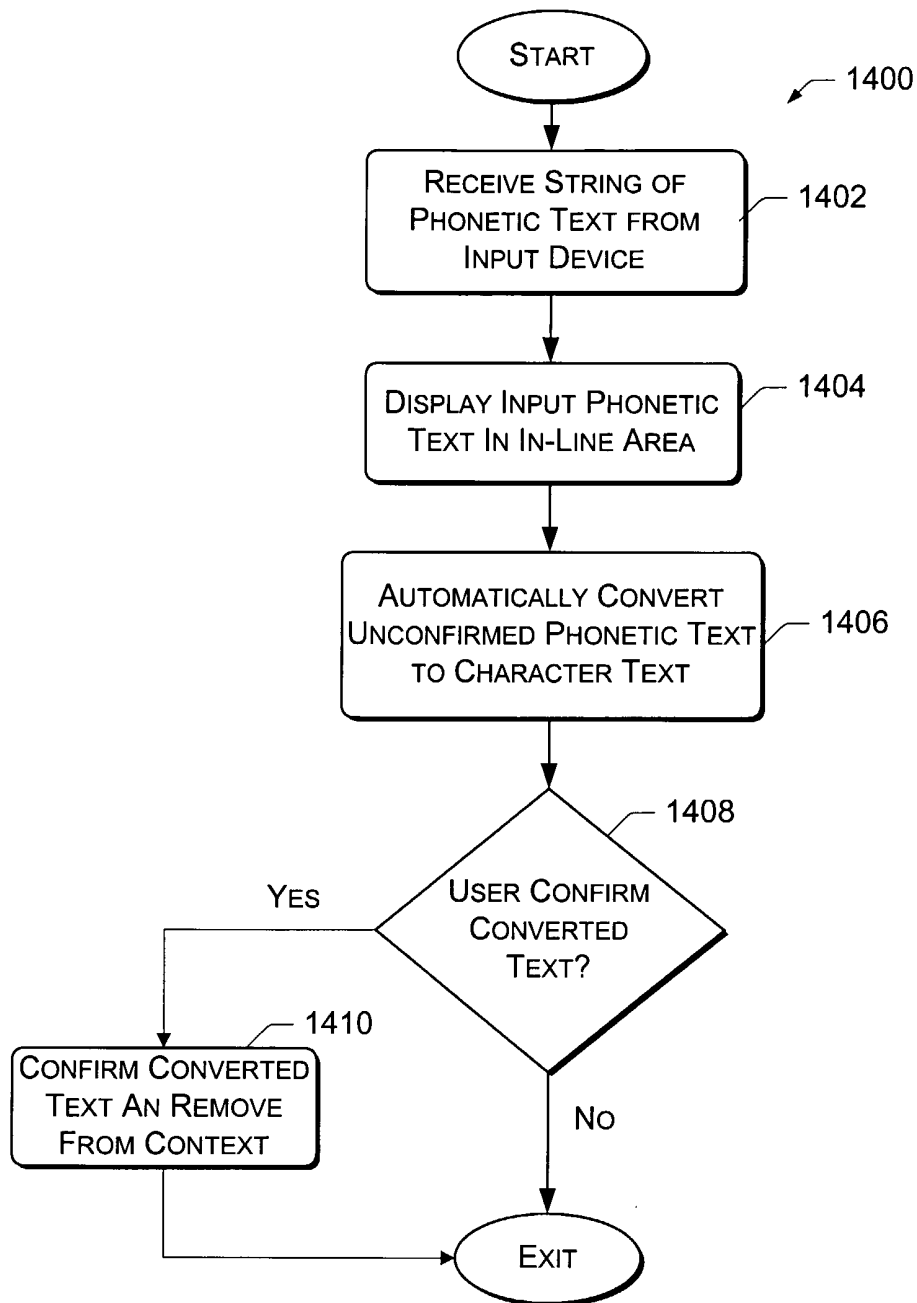 START
1400
RECEIVE STRING OF
PHONETIC TEXT FROM
INPUT DEVICE
1402
DISPLAY INPUT PHONETIC
TEXT IN IN-LINE AREA
1404
AUTOMATICALLY CONVERT
UNCONFIRMED PHONETIC TEXT
TO CHARACTER TEXT
1406
1408
USER CONFIRM
CONVERTED
TEXT?
YES
1410
CONFIRM CONVERTED
TEXT AN REMOVE
FROM CONTEXT
NO
EXIT